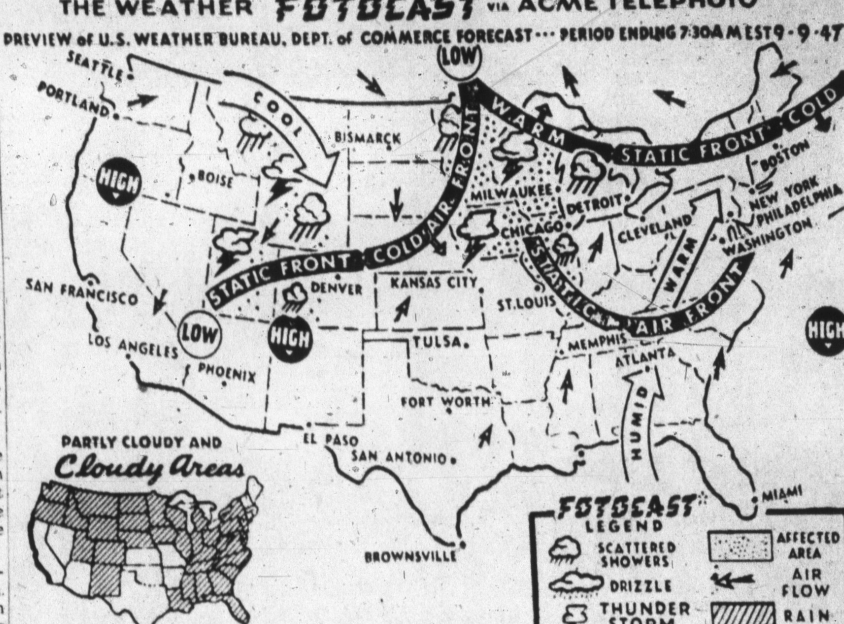 THE WEATHER FOTOCAST VIA ACME TELEPHOTO
PREVIEW of U.S. WEATHER BUREAU, DEPT. of COMMERCE FORECAST··· PERIOD ENDING 7:30 A M EST 9-9-47
LOW
SEATTLE
PORTLAND
COOL
BISMARCK
WARM
STATIC FRONT
COLD
BOSTON
HIGH
BOISE
COLD AIR FRONT
MILWAUKEE
DETROIT
NEW YORK
PHILADELPHIA
WASHINGTON
CHICAGO
CLEVELAND
WARM
STATIC FRONT
DENVER
KANSAS CITY
ST. LOUIS
STATIC AIR FRONT
SAN FRANCISCO
LOW
HIGH
HIGH
LOS ANGELES
PHOENIX
TULSA
MEMPHIS
ATLANTA
FORT WORTH
HUMID
EL PASO
SAN ANTONIO
MIAMI
BROWNSVILLE
PARTLY CLOUDY AND
Cloudy Areas
FOTOCAST
LEGEND
SCATTERED
SHOWERS
AFFECTED
AREA
DRIZZLE
AIR
FLOW
THUNDER
STORM
RAIN